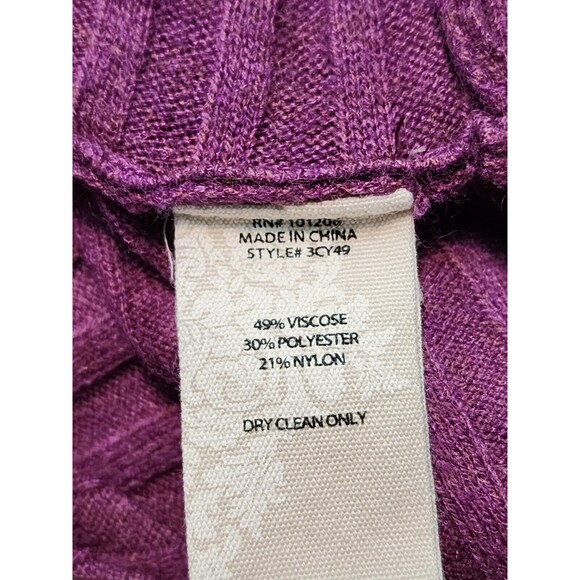 RN# 101206
MADE IN CHINA
STYLE# 3CY49
49% VISCOSE
30% POLYESTER
21% NYLON
DRY CLEAN ONLY